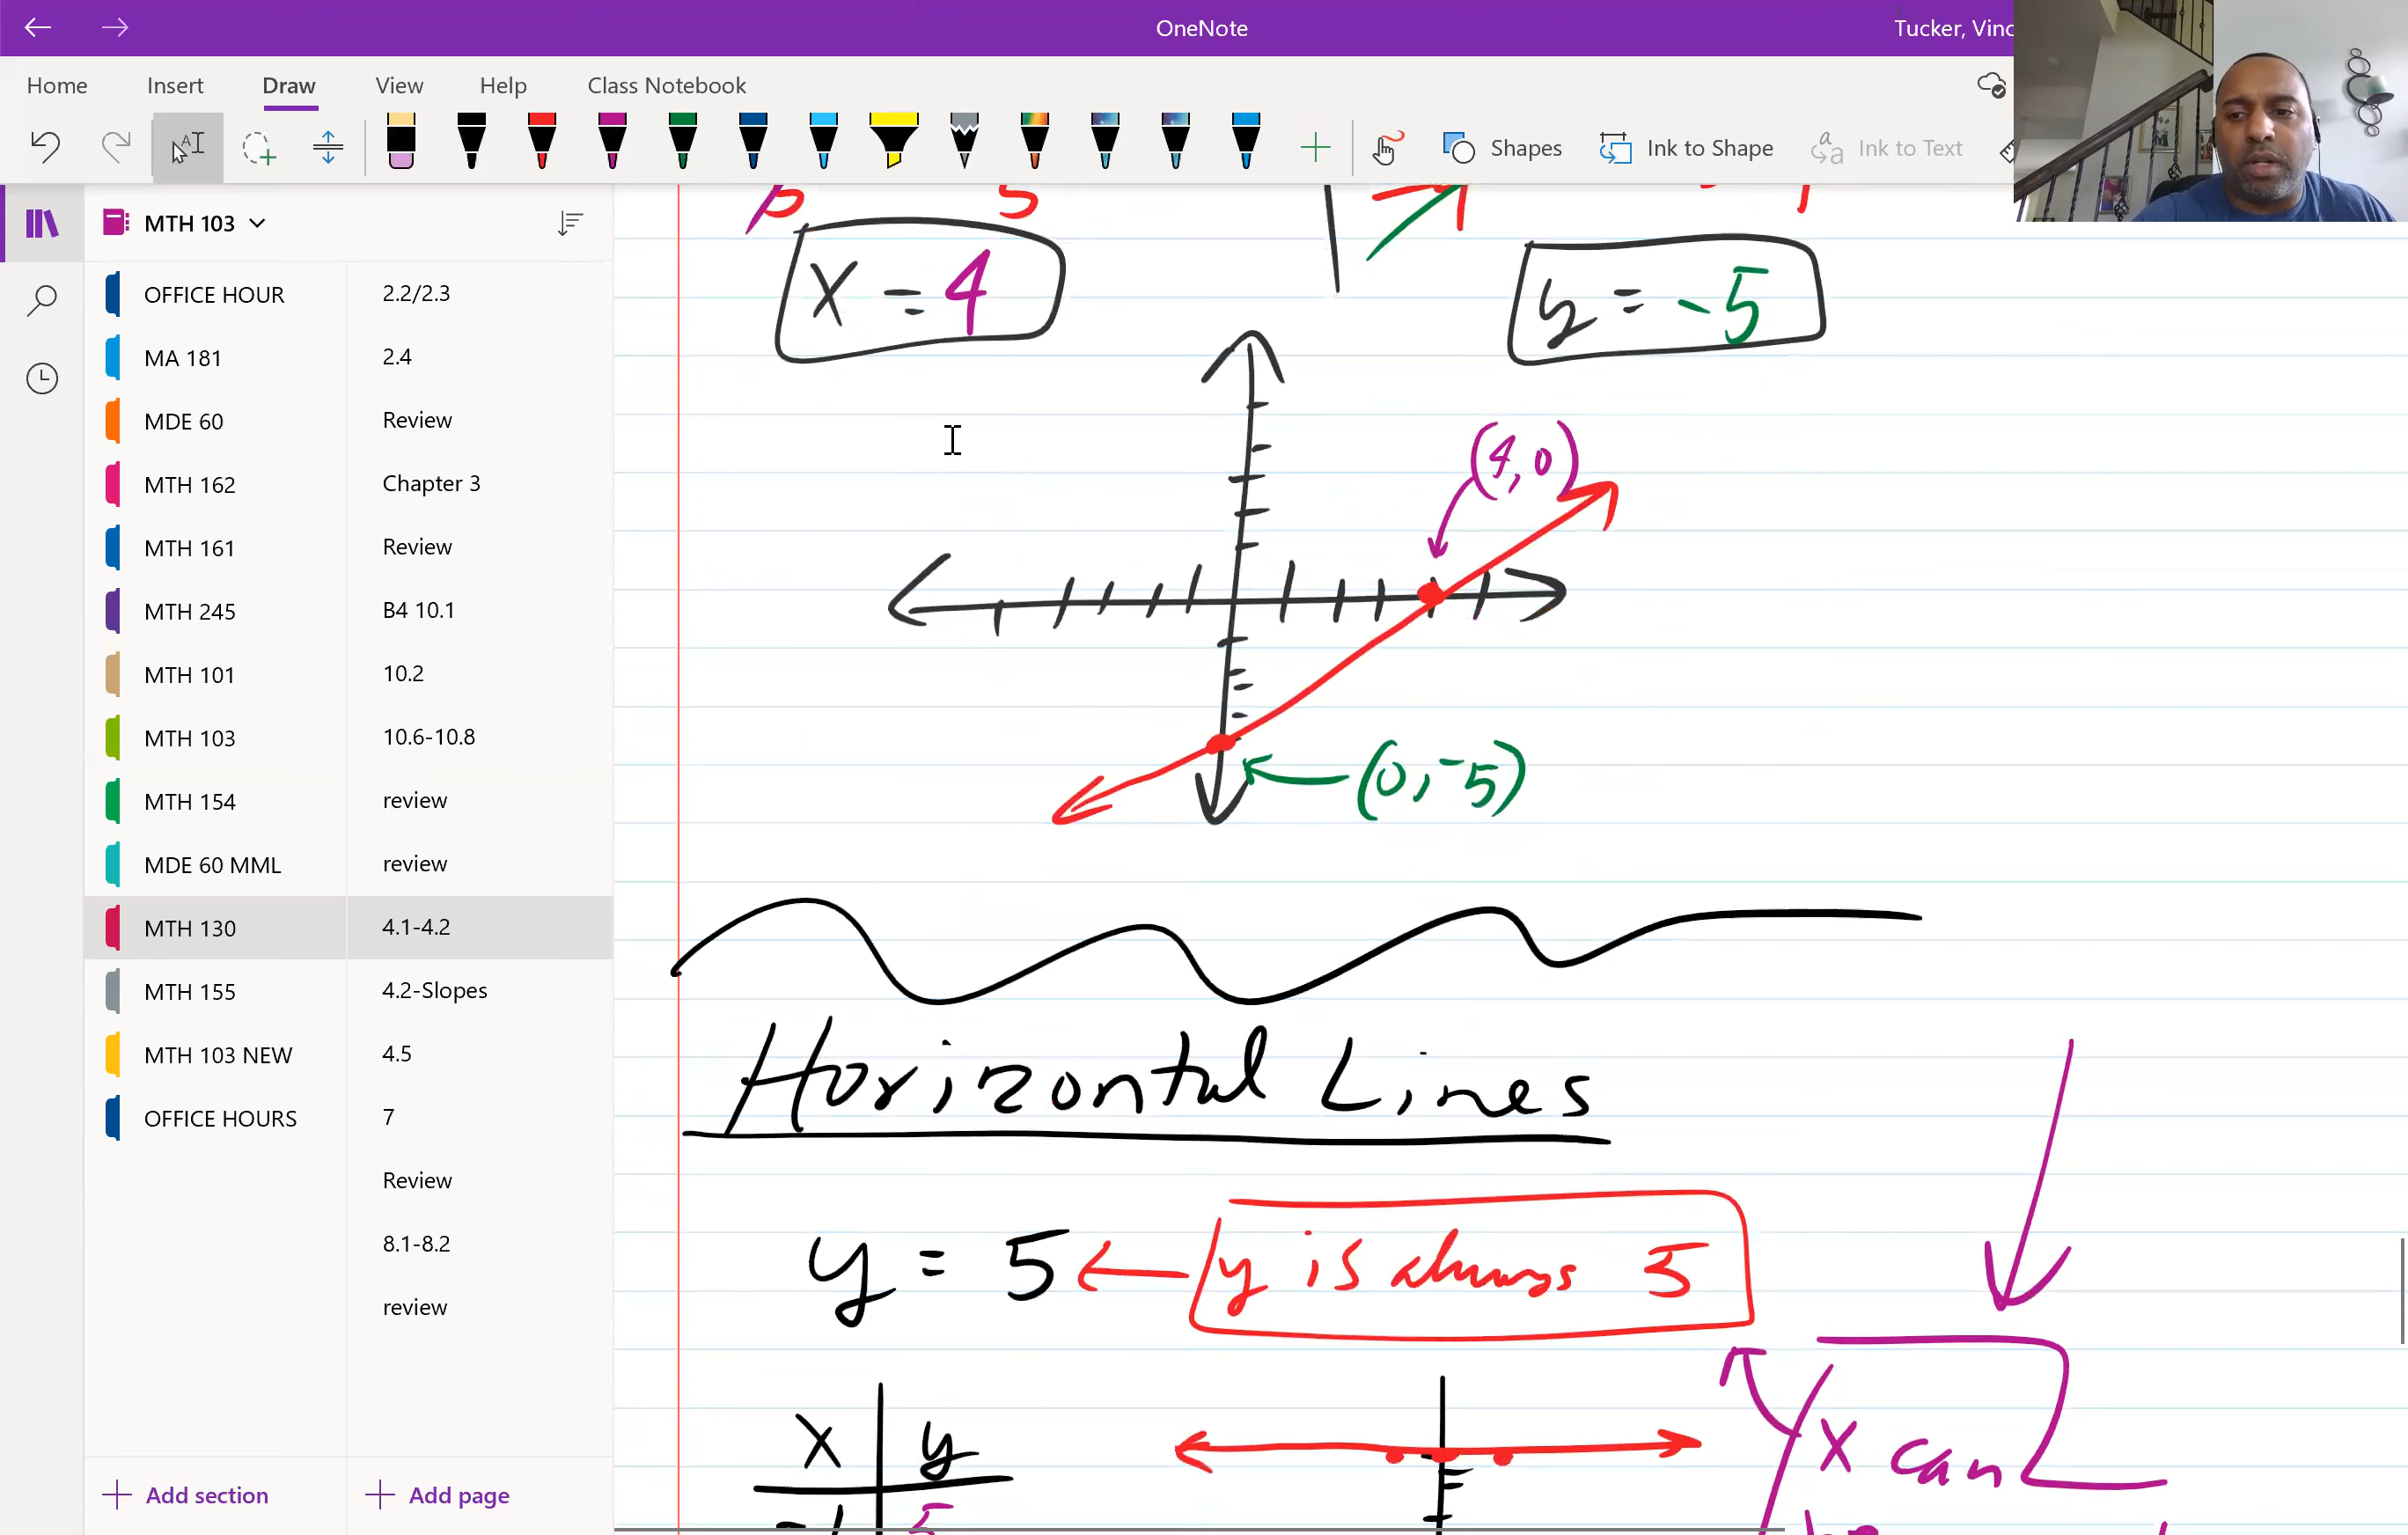 OneNote
Tucker, Vinc
Home Insert Draw View Help Class Notebook
Shapes Ink to Shape Ink to Text
MTH 103
OFFICE HOUR
MA 181
MDE 60
MTH 162
MTH 161
MTH 245
MTH 101
MTH 103
MTH 154
MDE 60 MML
MTH 130
MTH 155
MTH 103 NEW
OFFICE HOURS
Add section
2.2/2.3
2.4
Review
Chapter 3
Review
B4 10.1
10.2
10.6-10.8
review
review
4.1-4.2
4.2-Slopes
4.5
7
Review
8.1-8.2
review
Add page
5
x = 4
y = -5
(4,0)
(0,-5)
Horizontal Lines
y = 5 ← y is always 5
x y
-1 5
x can